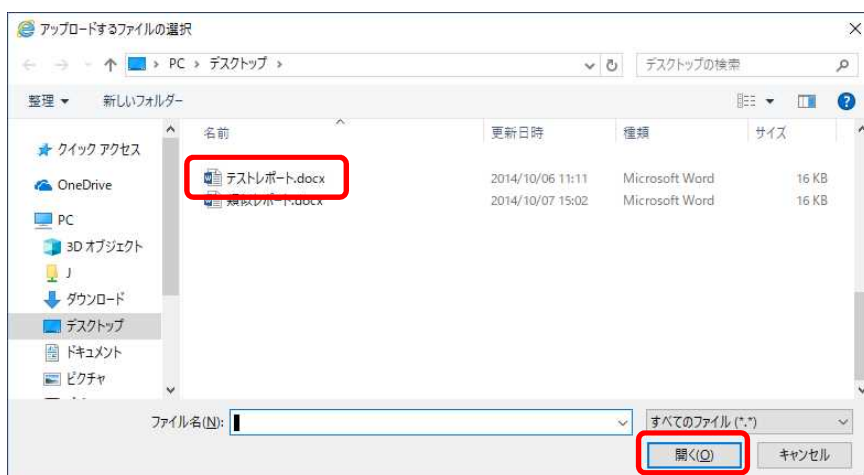 アップロードするファイルの選択
PC › デスクトップ ›
デスクトップの検索
整理
新しいフォルダー
名前 更新日時 種類 サイズ
テストレポート.docx 2014/10/06 11:11 Microsoft Word 16 KB
類似レポート.docx 2014/10/07 15:02 Microsoft Word 16 KB
クイック アクセス
OneDrive
PC
3D オブジェクト
J
ダウンロード
デスクトップ
ドキュメント
ピクチャ
ファイル名(N):
すべてのファイル (*.*)
開く(O)
キャンセル